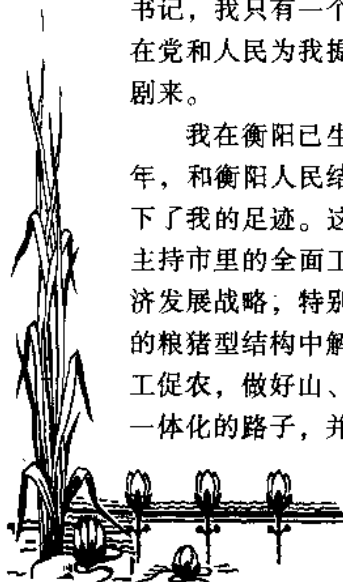 书记，我只有一个
在党和人民为我提
剧来。
我在衡阳已生
年，和衡阳人民结
下了我的足迹。这
主持市里的全面工
济发展战略；特别
的粮猪型结构中解
工促农，做好山、
一体化的路子，并